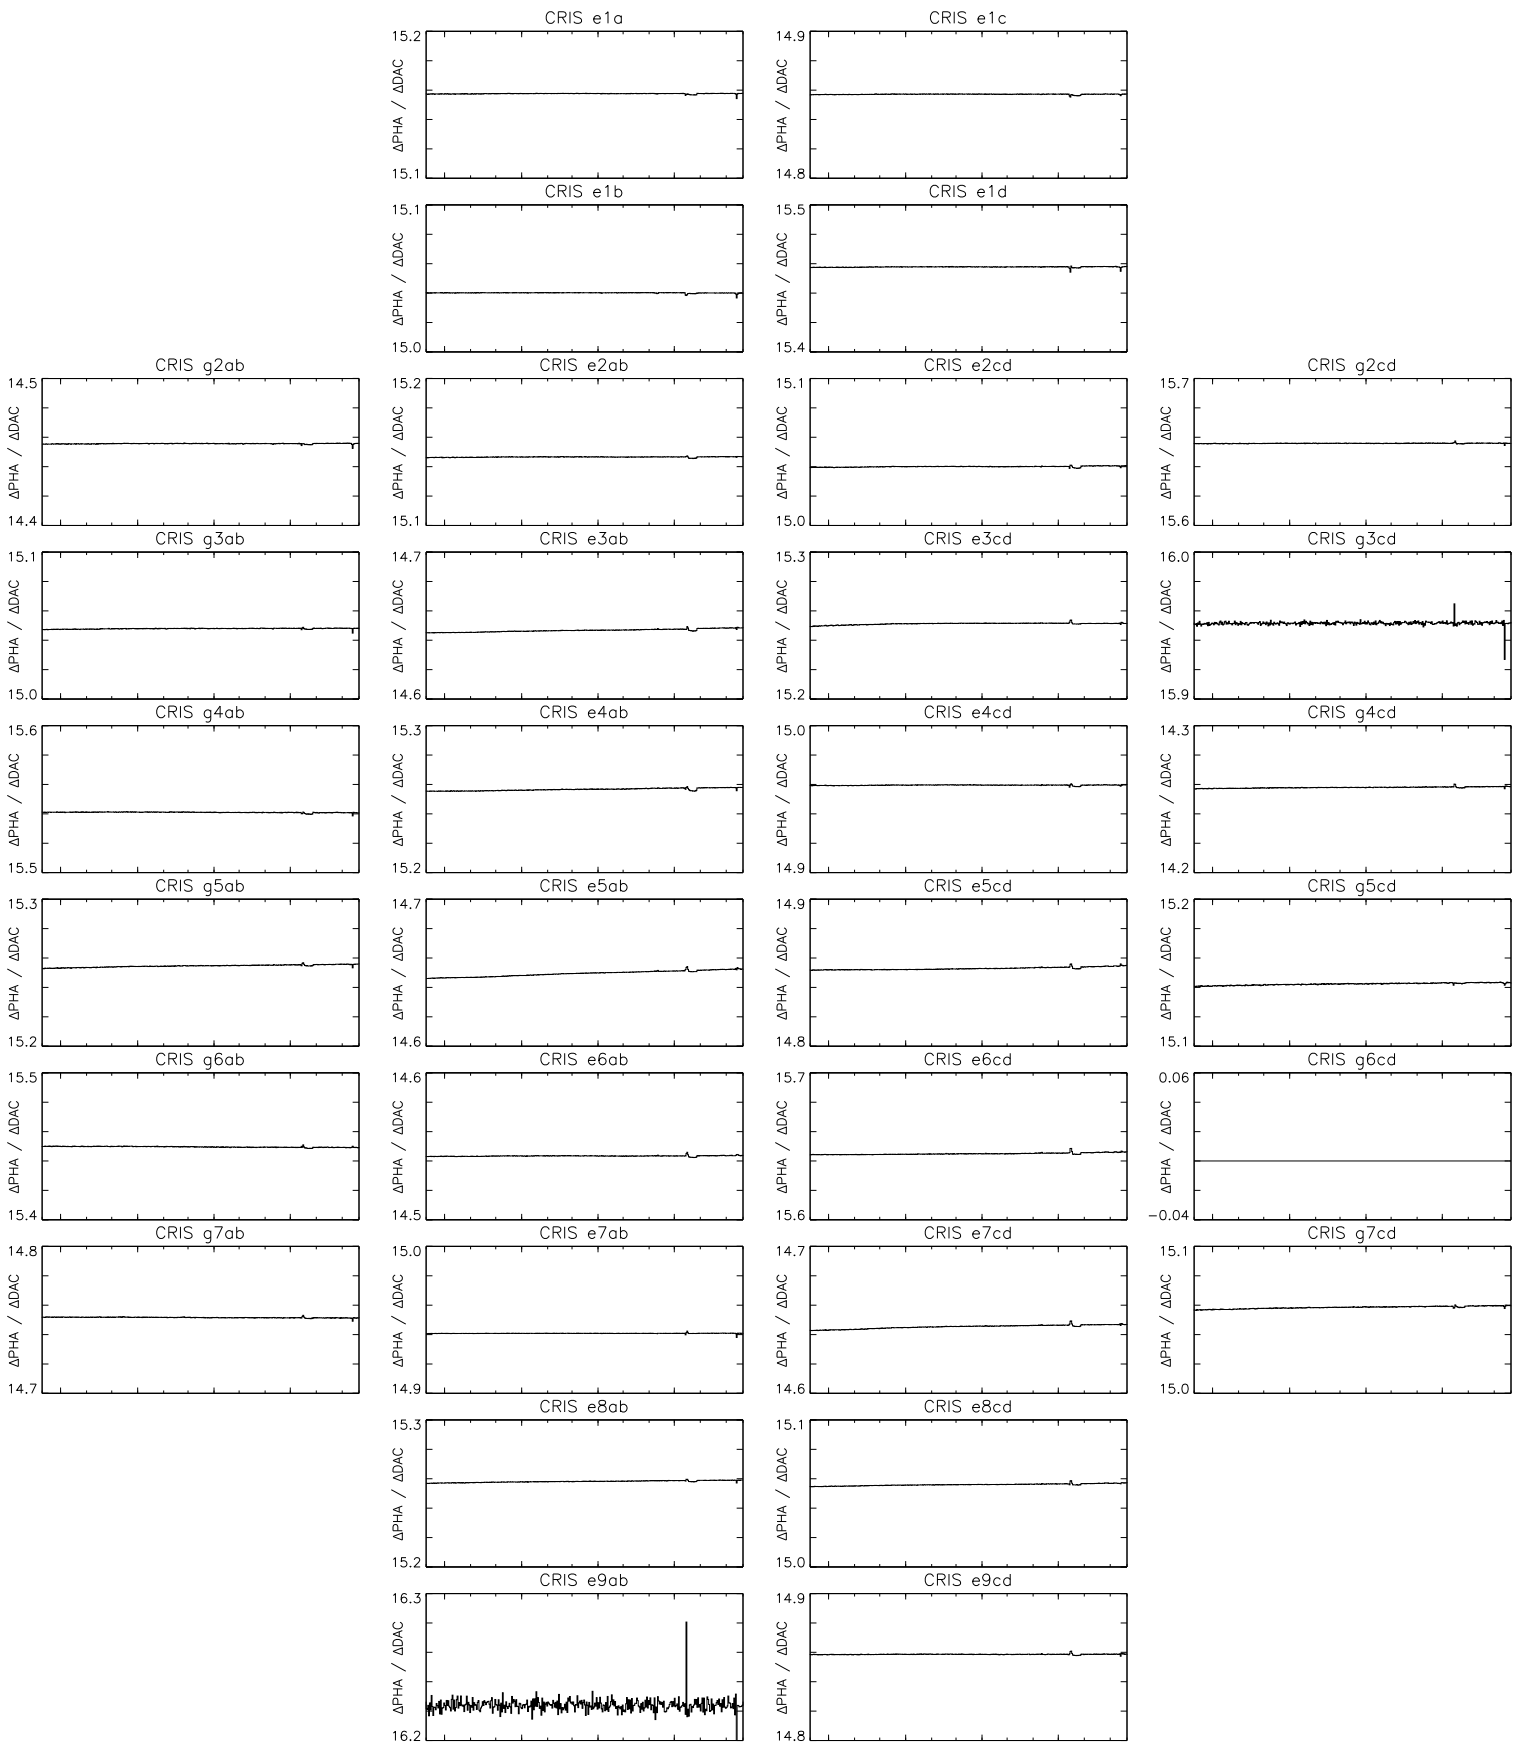 CRIS e1a
15.2
ΔPHA / ΔDAC
15.1
CRIS e1c
14.9
ΔPHA / ΔDAC
14.8
CRIS e1b
15.1
ΔPHA / ΔDAC
15.0
CRIS e1d
15.5
ΔPHA / ΔDAC
15.4
CRIS g2ab
14.5
ΔPHA / ΔDAC
14.4
CRIS e2ab
15.2
ΔPHA / ΔDAC
15.1
CRIS e2cd
15.1
ΔPHA / ΔDAC
15.0
CRIS g2cd
15.7
ΔPHA / ΔDAC
15.6
CRIS g3ab
15.1
ΔPHA / ΔDAC
15.0
CRIS e3ab
14.7
ΔPHA / ΔDAC
14.6
CRIS e3cd
15.3
ΔPHA / ΔDAC
15.2
CRIS g3cd
16.0
ΔPHA / ΔDAC
15.9
CRIS g4ab
15.6
ΔPHA / ΔDAC
15.5
CRIS e4ab
15.3
ΔPHA / ΔDAC
15.2
CRIS e4cd
15.0
ΔPHA / ΔDAC
14.9
CRIS g4cd
14.3
ΔPHA / ΔDAC
14.2
CRIS g5ab
15.3
ΔPHA / ΔDAC
15.2
CRIS e5ab
14.7
ΔPHA / ΔDAC
14.6
CRIS e5cd
14.9
ΔPHA / ΔDAC
14.8
CRIS g5cd
15.2
ΔPHA / ΔDAC
15.1
CRIS g6ab
15.5
ΔPHA / ΔDAC
15.4
CRIS e6ab
14.6
ΔPHA / ΔDAC
14.5
CRIS e6cd
15.7
ΔPHA / ΔDAC
15.6
CRIS g6cd
0.06
ΔPHA / ΔDAC
−0.04
CRIS g7ab
14.8
ΔPHA / ΔDAC
14.7
CRIS e7ab
15.0
ΔPHA / ΔDAC
14.9
CRIS e7cd
14.7
ΔPHA / ΔDAC
14.6
CRIS g7cd
15.1
ΔPHA / ΔDAC
15.0
CRIS e8ab
15.3
ΔPHA / ΔDAC
15.2
CRIS e8cd
15.1
ΔPHA / ΔDAC
15.0
CRIS e9ab
16.3
ΔPHA / ΔDAC
16.2
CRIS e9cd
14.9
ΔPHA / ΔDAC
14.8